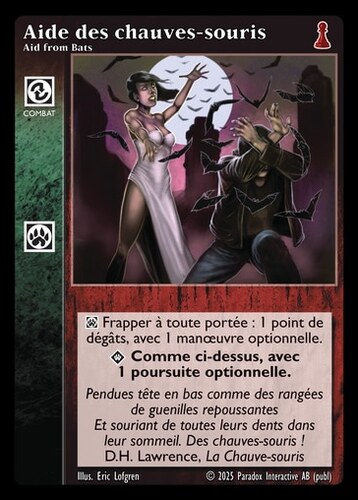 Aide des chauves-souris
Aid from Bats
COMBAT
Frapper à toute portée : 1 point de
dégâts, avec 1 manœuvre optionnelle.
Comme ci-dessus, avec
1 poursuite optionnelle.
Pendues tête en bas comme des rangées
de guenilles repoussantes
Et souriant de toutes leurs dents dans
leur sommeil. Des chauves-souris !
D.H. Lawrence, La Chauve-souris
Illus. Eric Lofgren
© 2025 Paradox Interactive AB (publ)